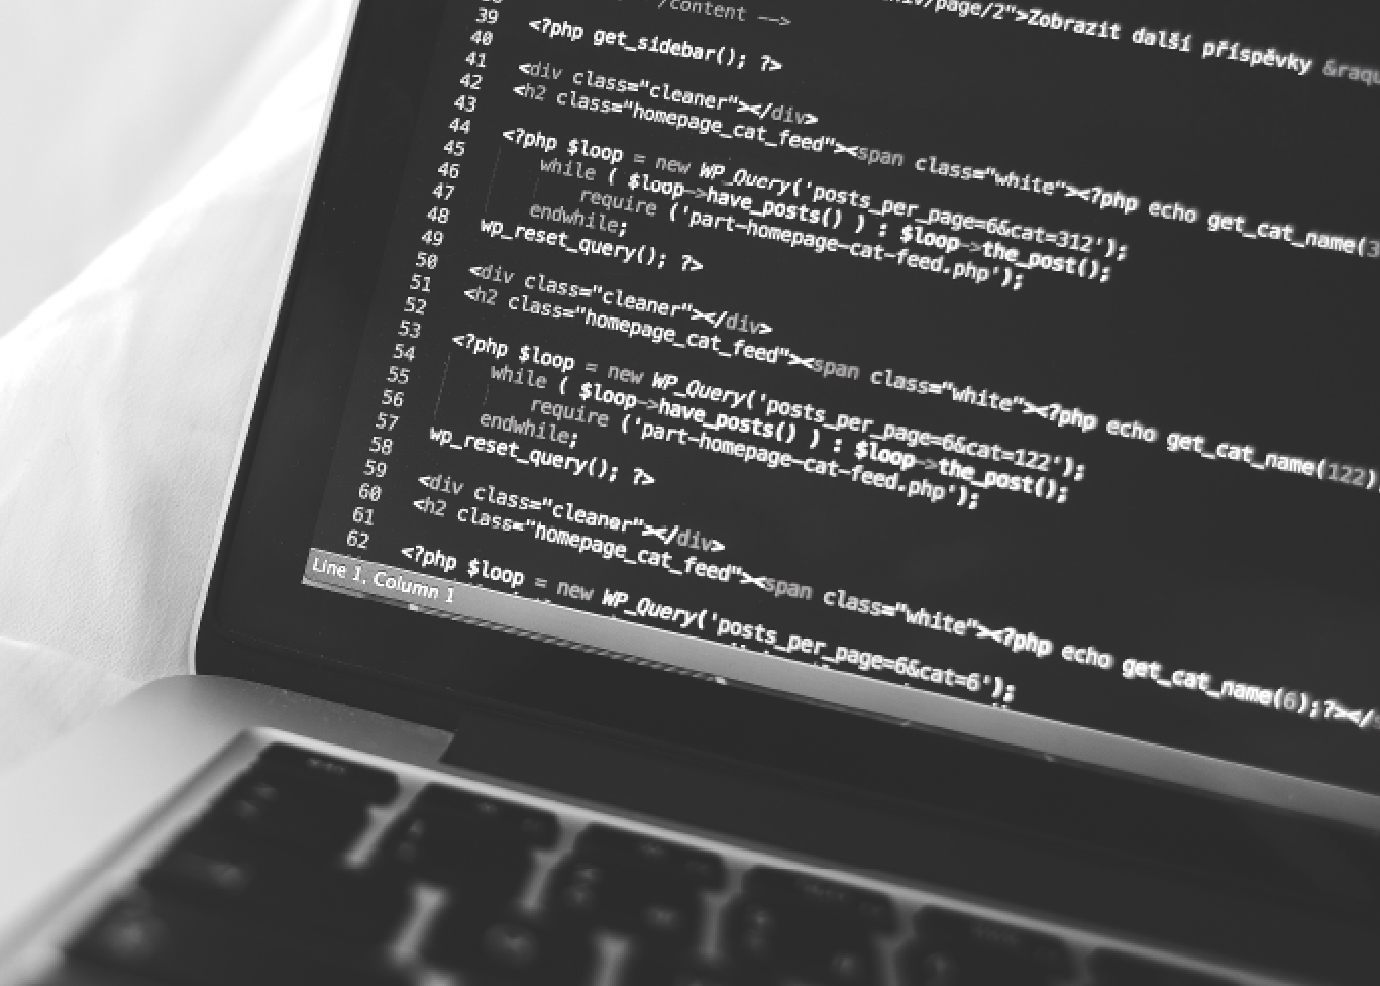 /page/2">Zobrazit další příspěvky &raqu
39
/content -->
40 <?php get_sidebar(); ?>
41
42 <div class="cleaner"></div>
43 <h2 class="homepage_cat_feed"><span class="white"><?php echo get_cat_name(3
44
45 <?php $loop = new WP_Query('posts_per_page=6&cat=312');
46 while ( $loop->have_posts() ) : $loop->the_post();
47 require ('part-homepage-cat-feed.php');
48 endwhile;
49 wp_reset_query(); ?>
50
51 <div class="cleaner"></div>
52 <h2 class="homepage_cat_feed"><span class="white"><?php echo get_cat_name(122);
53
54 <?php $loop = new WP_Query('posts_per_page=6&cat=122');
55 while ( $loop->have_posts() ) : $loop->the_post();
56 require ('part-homepage-cat-feed.php');
57 endwhile;
58 wp_reset_query(); ?>
59
60 <div class="cleaner"></div>
61 <h2 class="homepage_cat_feed"><span class="white"><?php echo get_cat_name(6);?></
62
<?php $loop = new WP_Query('posts_per_page=6&cat=6');
Line 1, Column 1